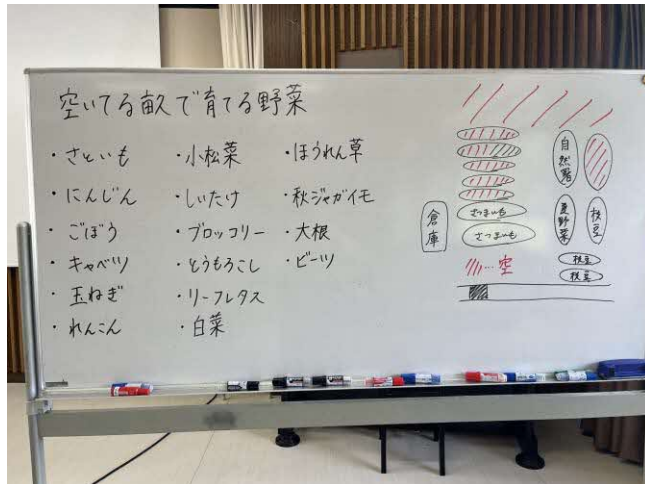 空いてる畝で育てる野菜
・さといも
・にんじん
・ごぼう
・キャベツ
・玉ねぎ
・れんこん
・小松菜
・しいたけ
・ブロッコリー
・とうもろこし
・リーフレタス
・白菜
・ほうれん草
・秋ジャガイモ
・大根
・ビーツ
倉庫
さつまいも
さつまいも
〃〃…空
自然薯
夏野菜
枝豆
枝豆
枝豆